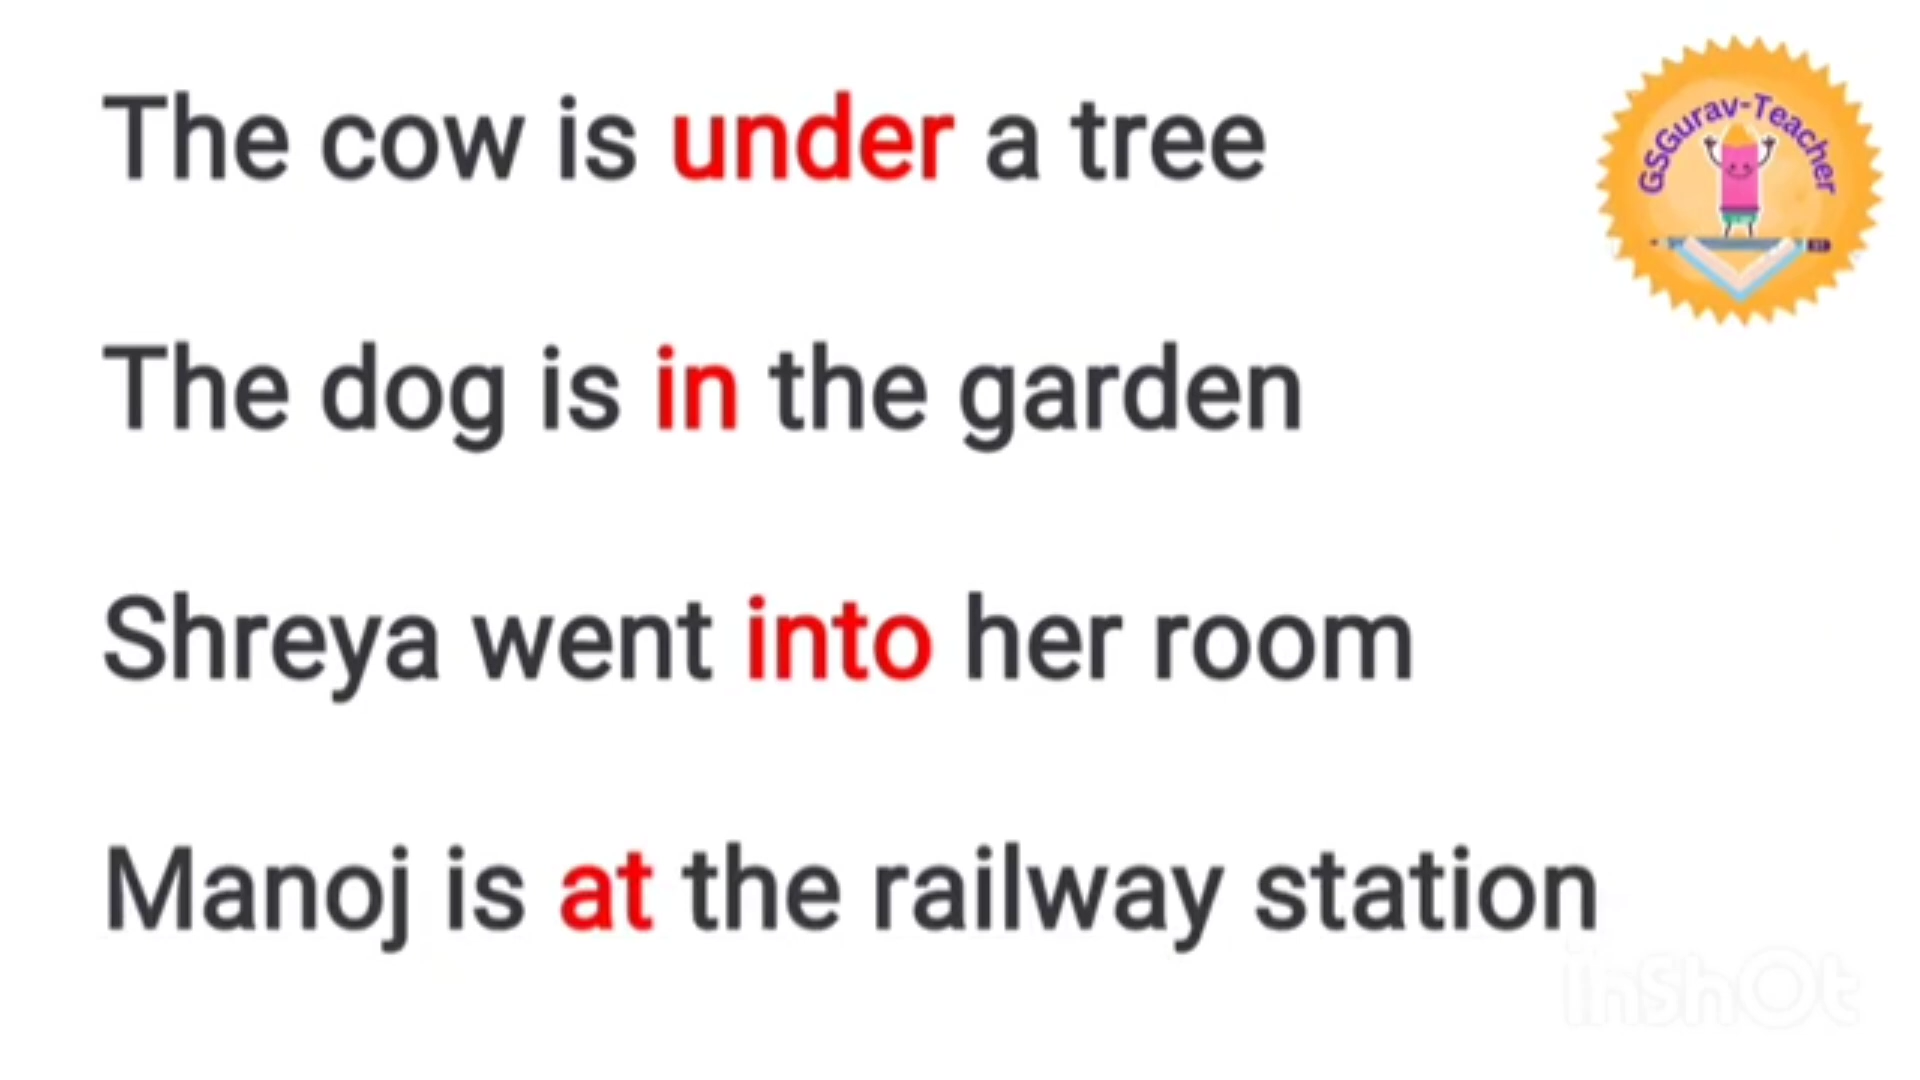 The cow is under a tree
GSGurav-Teacher
The dog is in the garden
Shreya went into her room
Manoj is at the railway station
InShOt